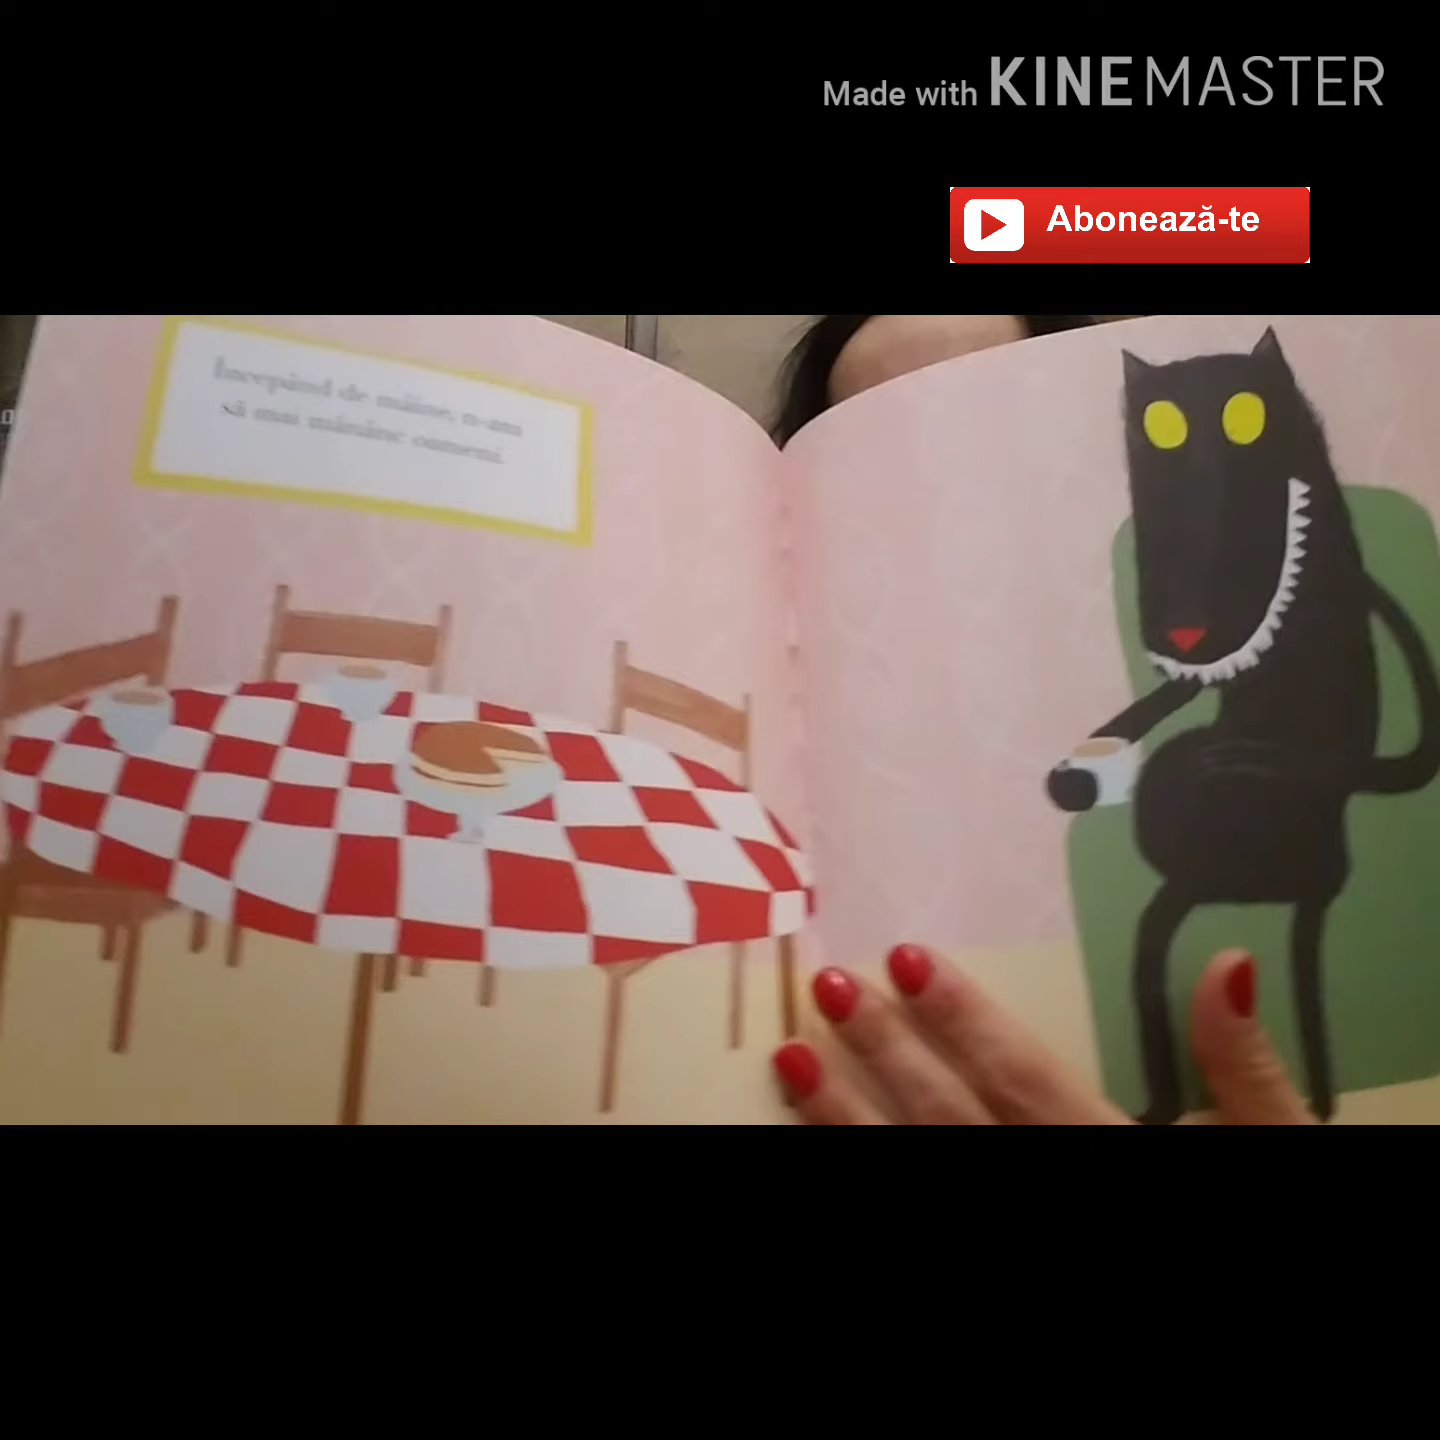 Made with KINEMASTER
Abonează-te
Începând de mâine, n-am
să mai mănânc oameni.